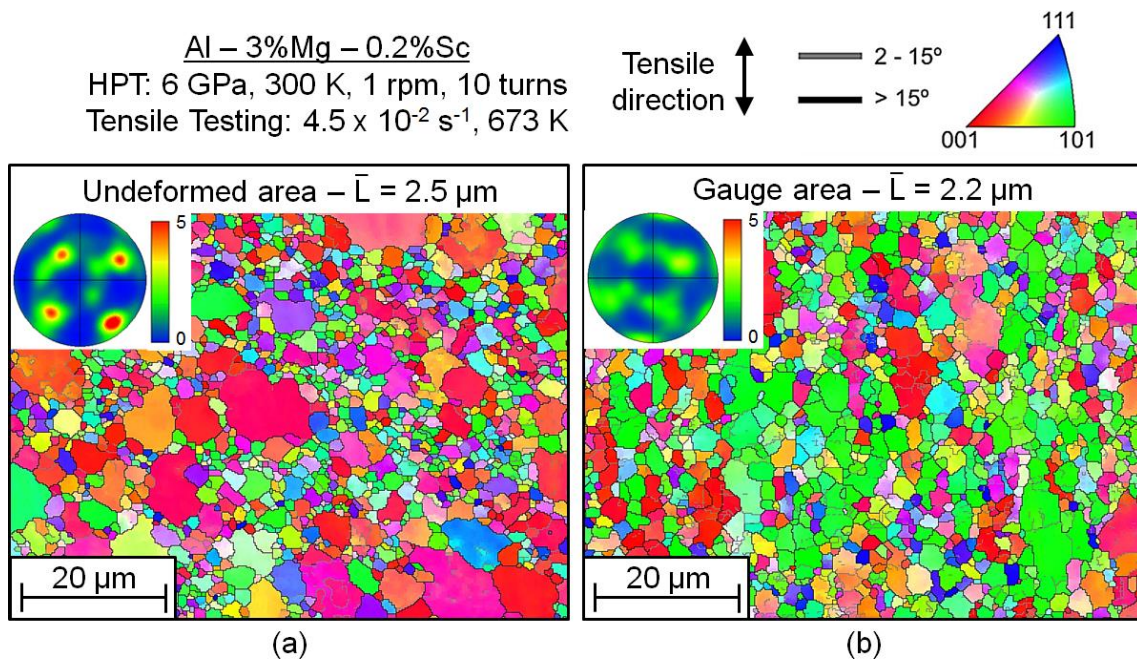 Al – 3%Mg – 0.2%Sc
HPT: 6 GPa, 300 K, 1 rpm, 10 turns
Tensile Testing: 4.5 x 10⁻² s⁻¹, 673 K
Tensile
direction
2 - 15º
> 15º
111
001
101
Undeformed area – L̄ = 2.5 µm
5
0
20 µm
(a)
Gauge area – L̄ = 2.2 µm
5
0
20 µm
(b)